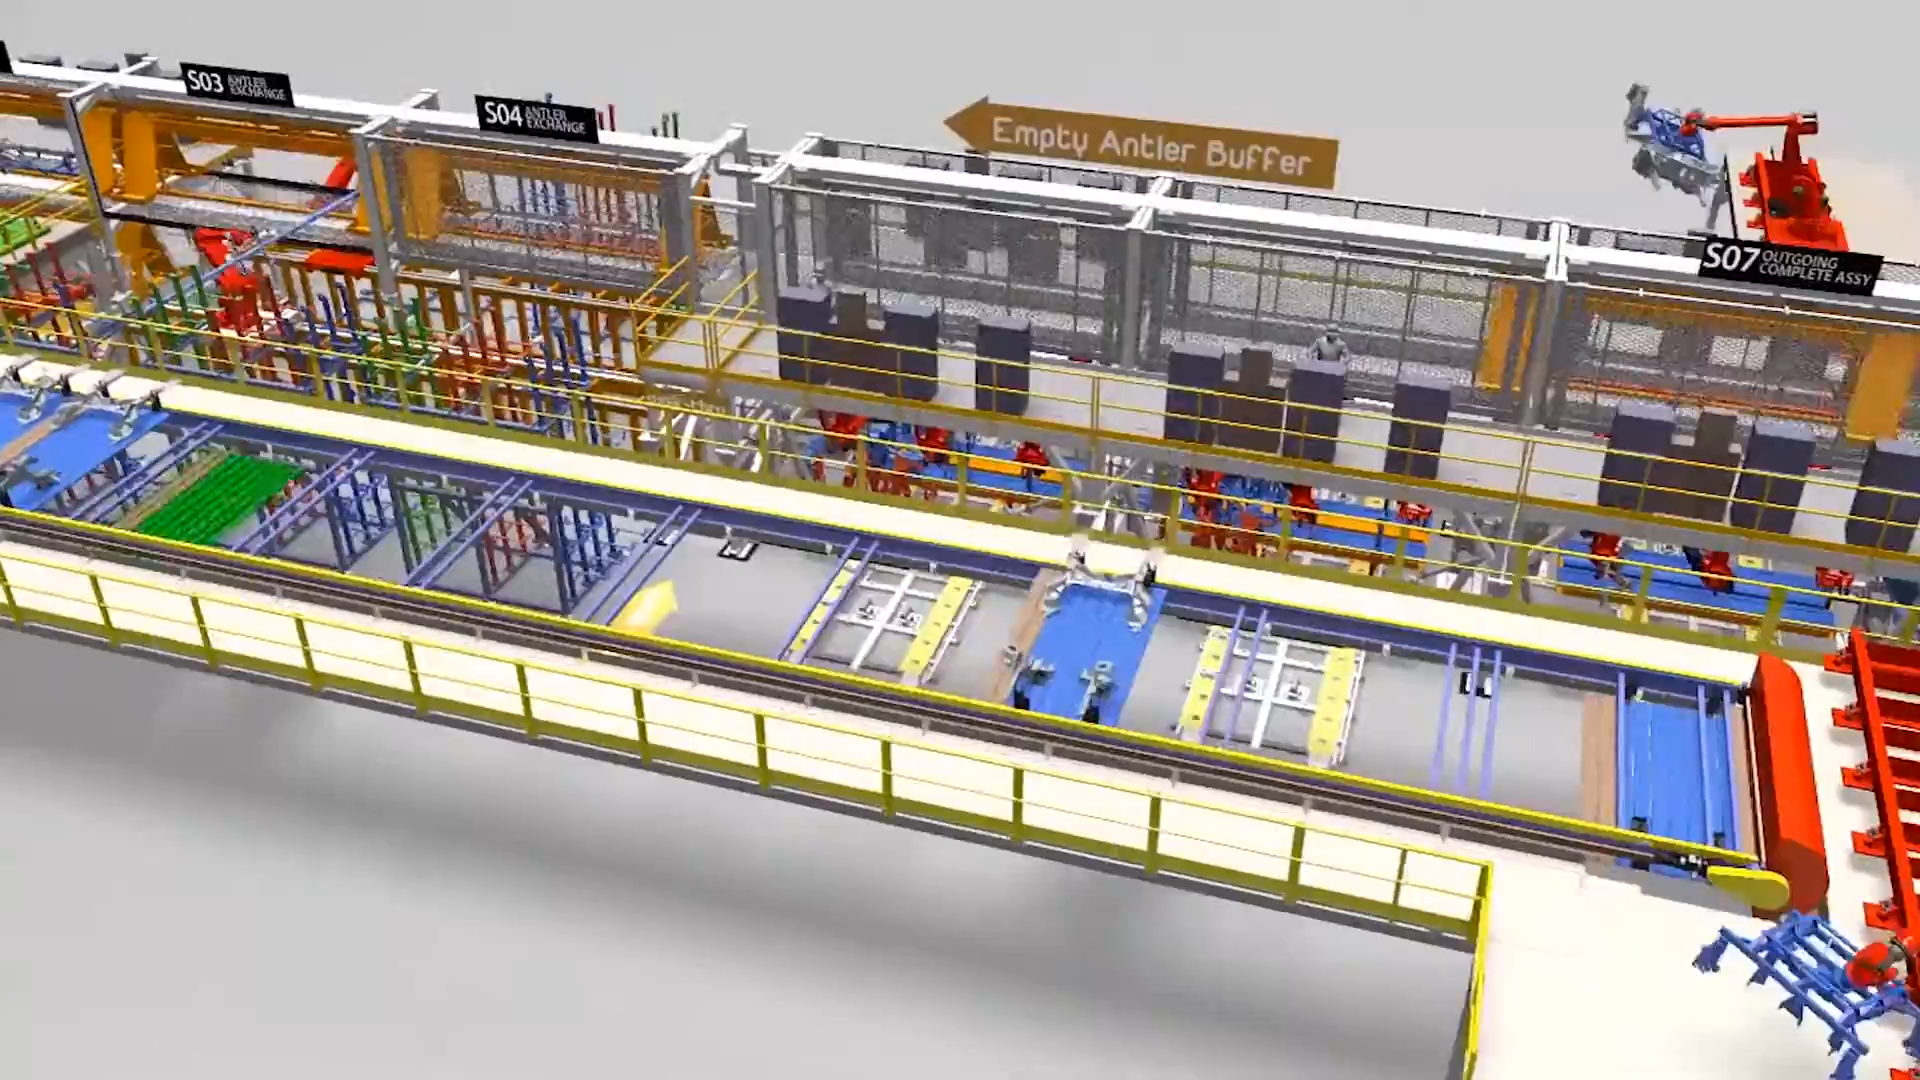 S03 ANTLER
EXCHANGE
S04 ANTLER
EXCHANGE
Empty Antler Buffer
S07 OUTGOING
COMPLETE ASSY